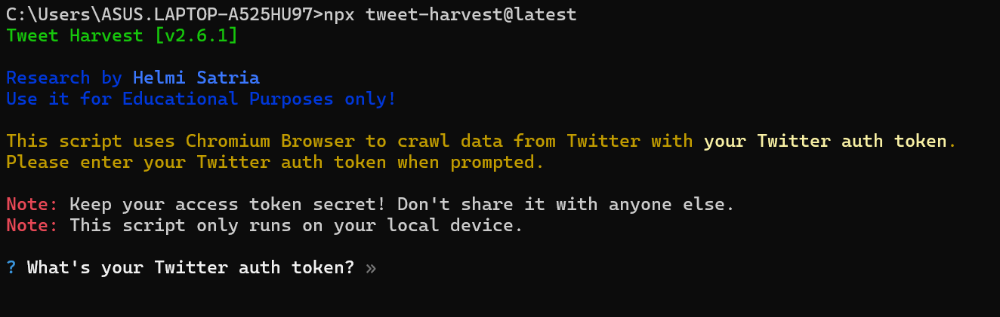 C:\Users\ASUS.LAPTOP-A525HU97>npx tweet-harvest@latest
Tweet Harvest [v2.6.1]
Research by Helmi Satria
Use it for Educational Purposes only!
This script uses Chromium Browser to crawl data from Twitter with your Twitter auth token.
Please enter your Twitter auth token when prompted.
Note: Keep your access token secret! Don't share it with anyone else.
Note: This script only runs on your local device.
? What's your Twitter auth token? »